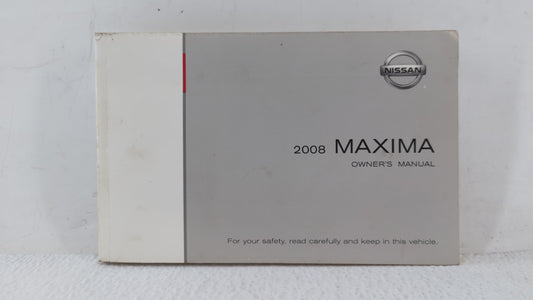 NISSAN
2008 MAXIMA
OWNER'S MANUAL
For your safety, read carefully and keep in this vehicle.